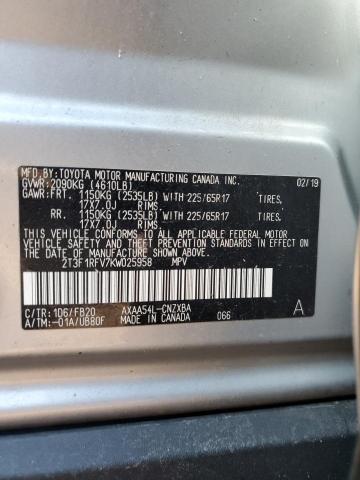 MFD.BY:TOYOTA MOTOR MANUFACTURING CANADA INC. 02/19
GVWR:2090KG (4610LB)
GAWR:FRT. 1150KG (2535LB) WITH 225/65R17 TIRES,
17X7.0J RIMS.
RR. 1150KG (2535LB) WITH 225/65R17 TIRES,
17X7.0J RIMS.
THIS VEHICLE CONFORMS TO ALL APPLICABLE
FEDERAL MOTOR VEHICLE SAFETY AND THEFT
PREVENTION STANDARDS IN EFFECT ON THE DATE
OF MANUFACTURE SHOWN ABOVE.
2T3F1RFV7KW025958 MPV
C/TR:1D6/FB20 AXAA54L-CNZXBA A
A/TM:-01A/UB80F MADE IN CANADA 066